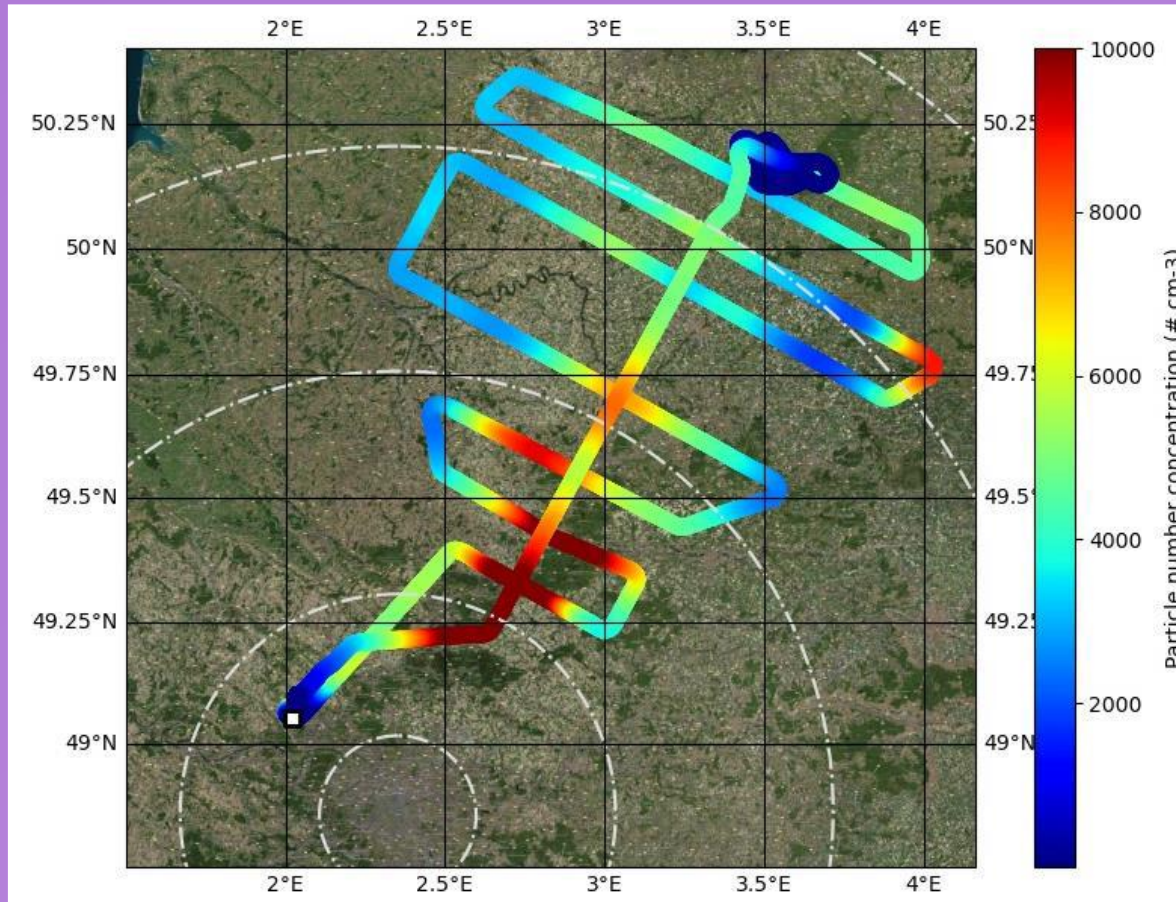 2°E 2.5°E 3°E 3.5°E 4°E
10000
50.25°N 50.25
8000
50°N 50°N
49.75°N 49.75
6000
49.5°N 49.5°
4000
49.25°N 49.25
2000
49°N 49°N
2°E 2.5°E 3°E 3.5°E 4°E
Particle number concentration (# cm-3)